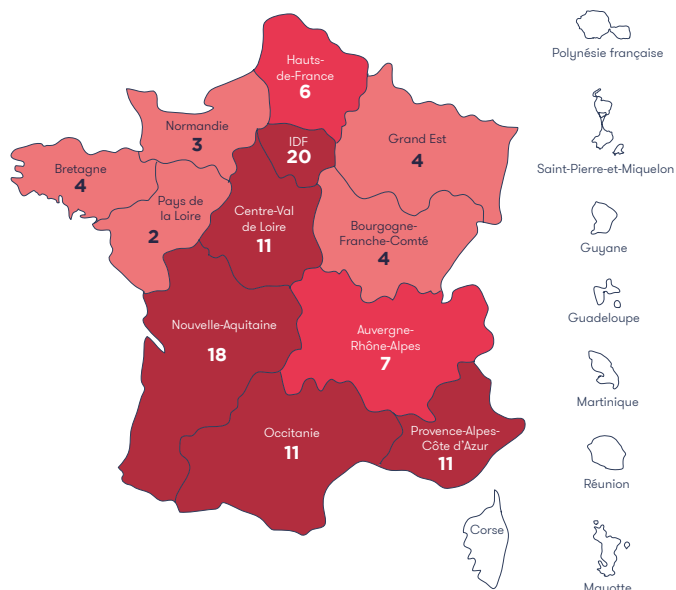 Hauts-
de-France
6
Polynésie française
Normandie
3
IDF
20
Grand Est
4
Bretagne
4
Saint-Pierre-et-Miquelon
Pays de
la Loire
2
Centre-Val
de Loire
11
Bourgogne-
Franche-Comté
4
Guyane
Nouvelle-Aquitaine
18
Auvergne-
Rhône-Alpes
7
Guadeloupe
Martinique
Occitanie
11
Provence-Alpes-
Côte d'Azur
11
Réunion
Corse
Mayotte